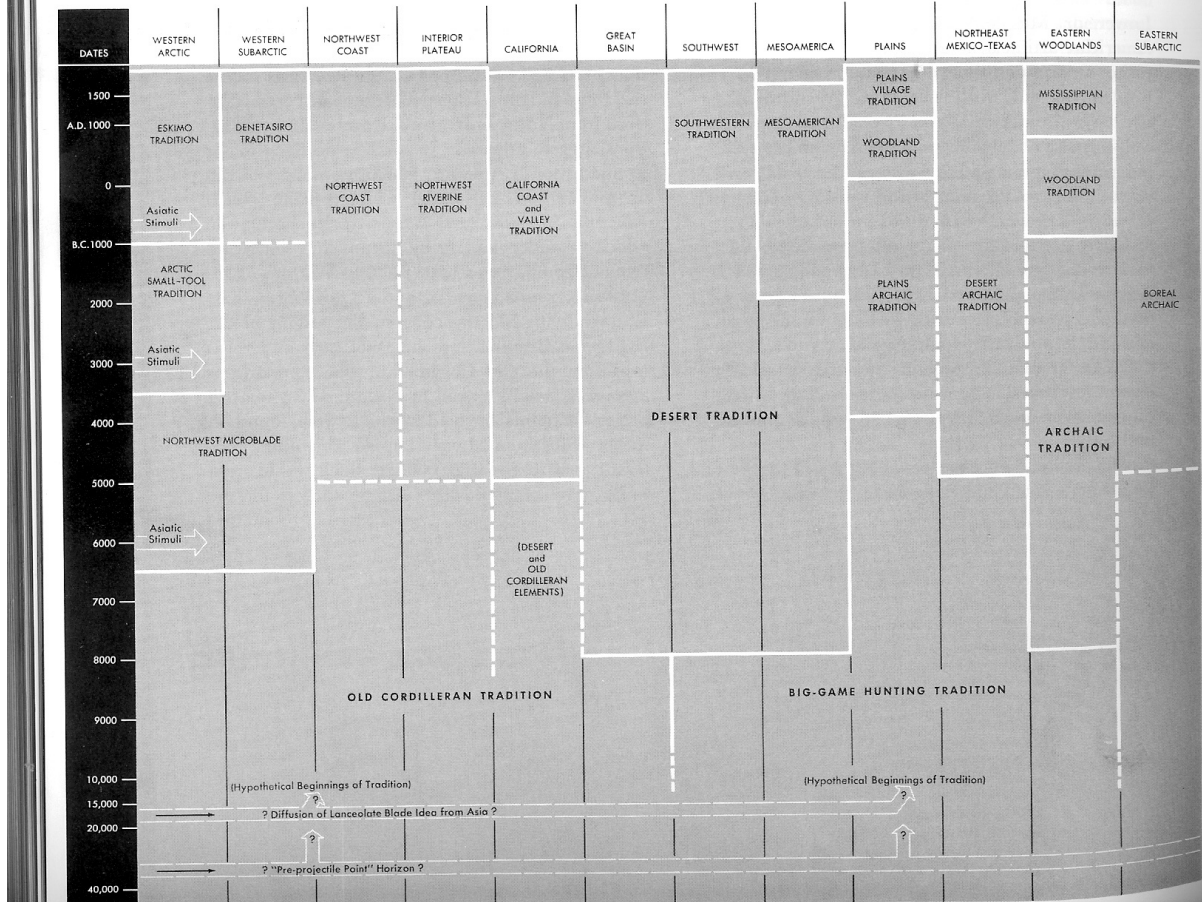 DATES
WESTERN
ARCTIC
WESTERN
SUBARCTIC
NORTHWEST
COAST
INTERIOR
PLATEAU
CALIFORNIA
GREAT
BASIN
SOUTHWEST
MESOAMERICA
PLAINS
NORTHEAST
MEXICO-TEXAS
EASTERN
WOODLANDS
EASTERN
SUBARCTIC
1500
A.D. 1000
0
B.C. 1000
2000
3000
4000
5000
6000
7000
8000
9000
10,000
15,000
20,000
40,000
ESKIMO
TRADITION
Asiatic
Stimuli
ARCTIC
SMALL-TOOL
TRADITION
Asiatic
Stimuli
DENETASIRO
TRADITION
NORTHWEST MICROBLADE
TRADITION
Asiatic
Stimuli
NORTHWEST
COAST
TRADITION
NORTHWEST
RIVERINE
TRADITION
CALIFORNIA
COAST
and
VALLEY
TRADITION
(DESERT
and
OLD
CORDILLERAN
ELEMENTS)
SOUTHWESTERN
TRADITION
MESOAMERICAN
TRADITION
DESERT TRADITION
PLAINS
VILLAGE
TRADITION
WOODLAND
TRADITION
PLAINS
ARCHAIC
TRADITION
DESERT
ARCHAIC
TRADITION
MISSISSIPPIAN
TRADITION
WOODLAND
TRADITION
ARCHAIC
TRADITION
BOREAL
ARCHAIC
OLD CORDILLERAN TRADITION
BIG-GAME HUNTING TRADITION
(Hypothetical Beginnings of Tradition)
(Hypothetical Beginnings of Tradition)
?
?
? Diffusion of Lanceolate Blade Idea from Asia ?
?
?
? "Pre-projectile Point" Horizon ?